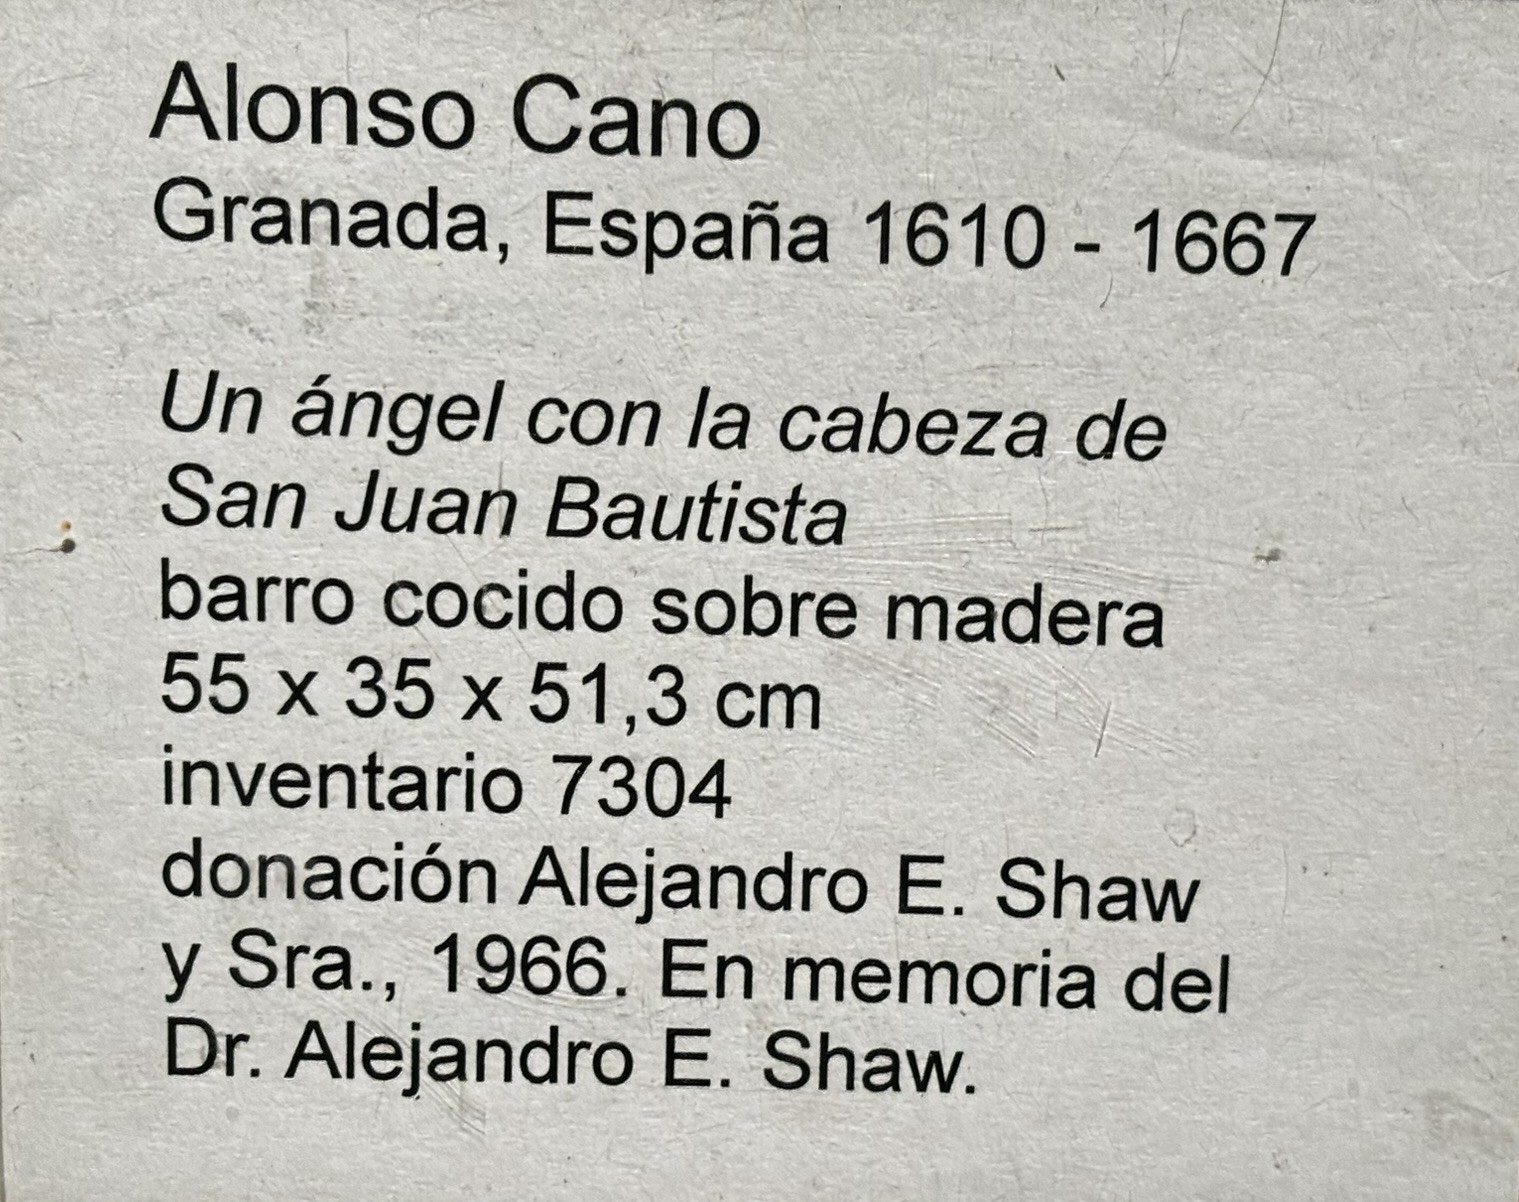 Alonso Cano
Granada, España 1610 - 1667
Un ángel con la cabeza de
San Juan Bautista
barro cocido sobre madera
55 x 35 x 51,3 cm
inventario 7304
donación Alejandro E. Shaw
y Sra., 1966. En memoria del
Dr. Alejandro E. Shaw.